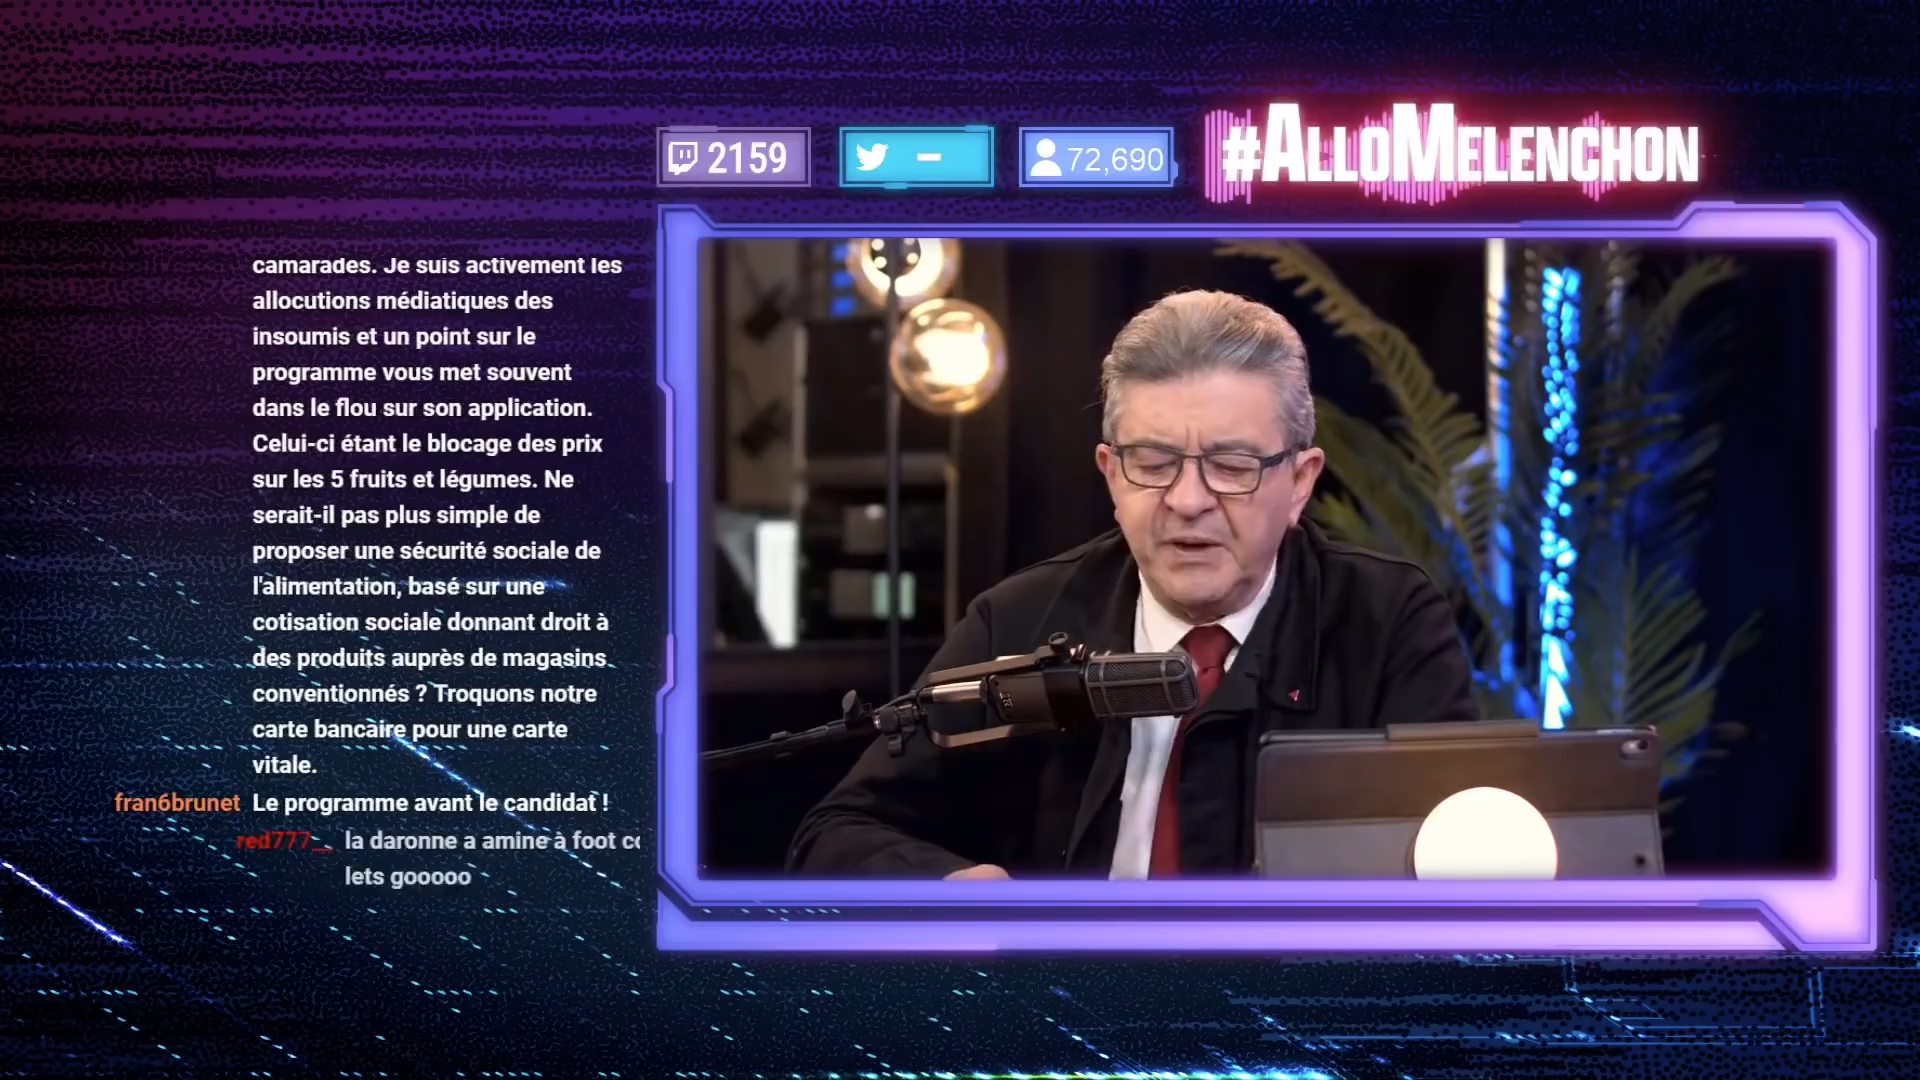 2159
72,690
#ALLOMELENCHON
camarades. Je suis activement les
allocutions médiatiques des
insoumis et un point sur le
programme vous met souvent
dans le flou sur son application.
Celui-ci étant le blocage des prix
sur les 5 fruits et légumes. Ne
serait-il pas plus simple de
proposer une sécurité sociale de
l'alimentation, basé sur une
cotisation sociale donnant droit à
des produits auprès de magasins
conventionnés ? Troquons notre
carte bancaire pour une carte
vitale.
fran6brunet Le programme avant le candidat !
red777__ la daronne a amine à foot
lets gooooo